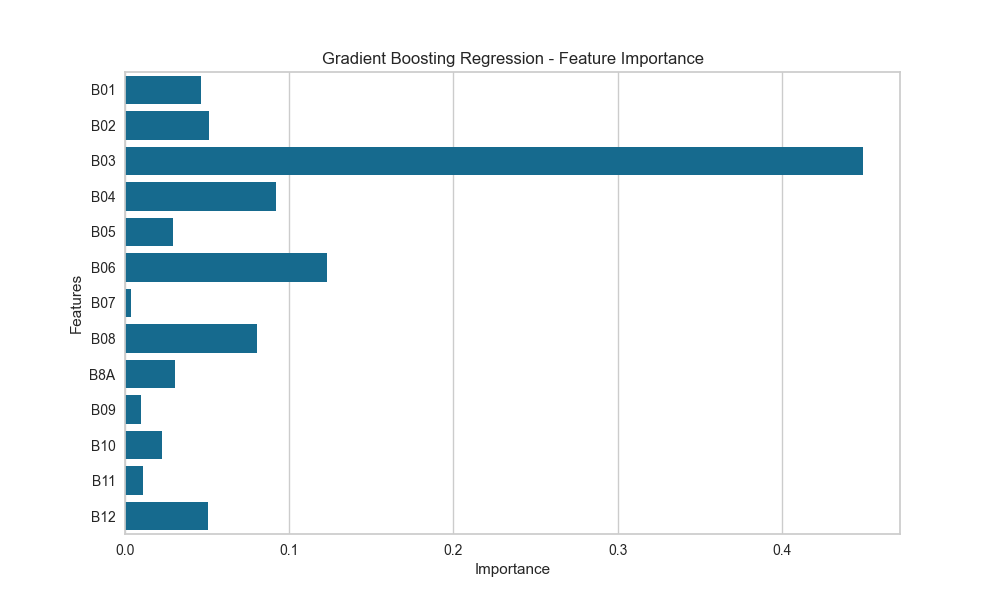 Gradient Boosting Regression - Feature Importance
Features
B01
B02
B03
B04
B05
B06
B07
B08
B8A
B09
B10
B11
B12
0.0 0.1 0.2 0.3 0.4
Importance